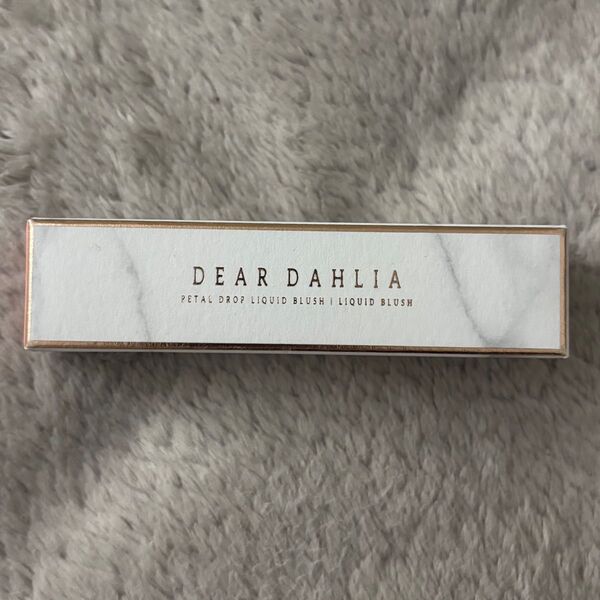 DEAR DAHLIA
PETAL DROP LIQUID BLUSH | LIQUID BLUSH